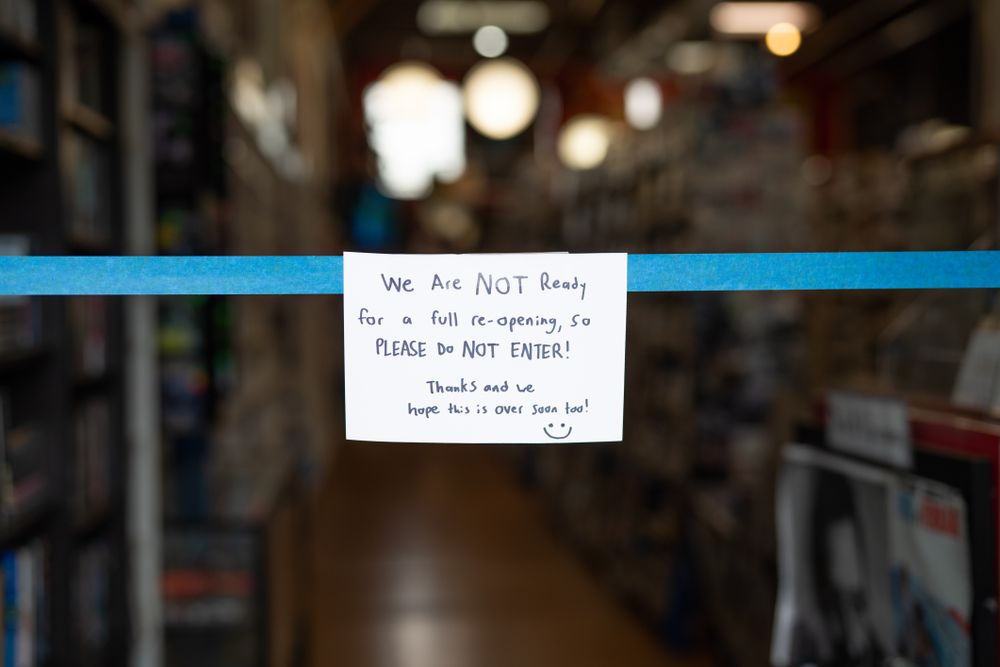 We Are NOT Ready
for a full re-opening, so
PLEASE DO NOT ENTER!
Thanks and we
hope this is over soon too!